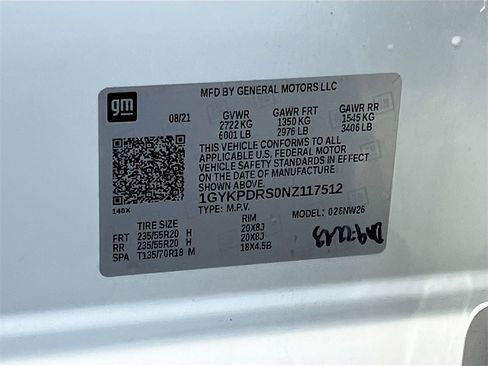 gm
MFD BY GENERAL MOTORS LLC
08/21 GVWR GAWR FRT GAWR RR
2722 KG 1350 KG 1545 KG
6001 LB 2976 LB 3406 LB
THIS VEHICLE CONFORMS TO ALL
APPLICABLE U.S. FEDERAL MOTOR
VEHICLE SAFETY STANDARDS IN EFFECT
ON THE DATE OF MANUFACTURE
SHOWN ABOVE.
1GYKPDRS0NZ117512
TYPE: M.P.V. MODEL: 026NW26
140X
TIRE SIZE RIM
FRT 235/55R20 H 20X8J
RR 235/55R20 H 20X8J
SPA T135/70R18 M 18X4.5B